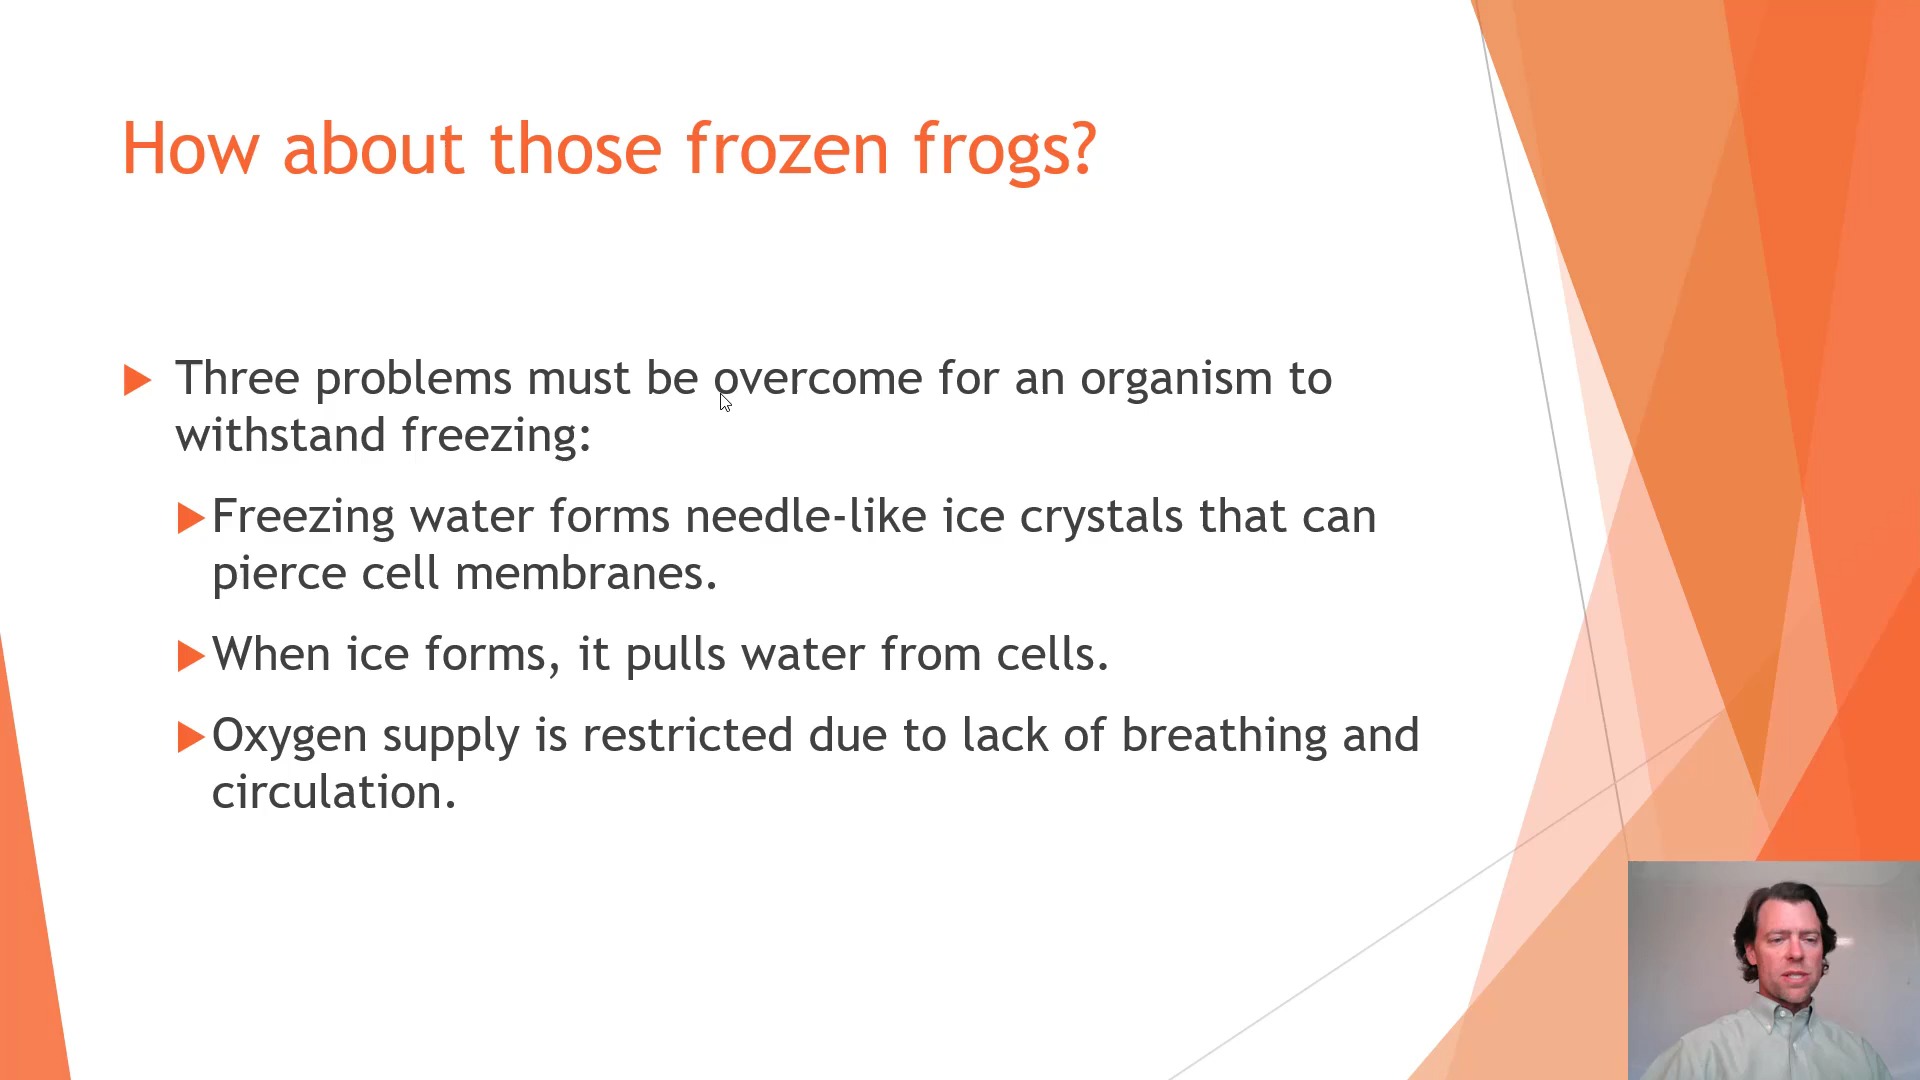 How about those frozen frogs?
Three problems must be overcome for an organism to
withstand freezing:
Freezing water forms needle-like ice crystals that can
pierce cell membranes.
When ice forms, it pulls water from cells.
Oxygen supply is restricted due to lack of breathing and
circulation.